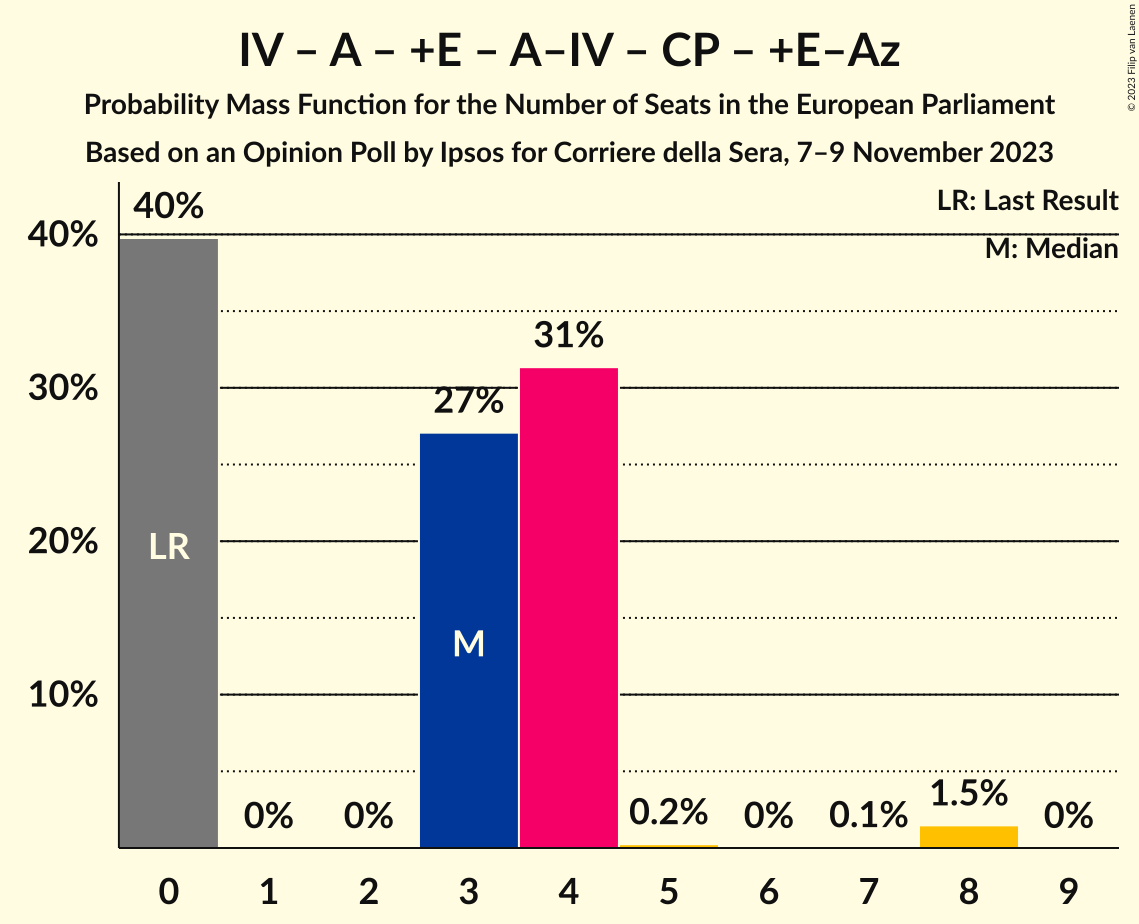 IV – A – +E – A–IV – CP – +E–Az
Probability Mass Function for the Number of Seats in the European Parliament
Based on an Opinion Poll by Ipsos for Corriere della Sera, 7–9 November 2023
© 2023 Filip van Laenen
LR: Last Result
M: Median
40%
30%
20%
10%
40%
0%
0%
27%
31%
0.2%
0%
0.1%
1.5%
0%
LR
M
0 1 2 3 4 5 6 7 8 9